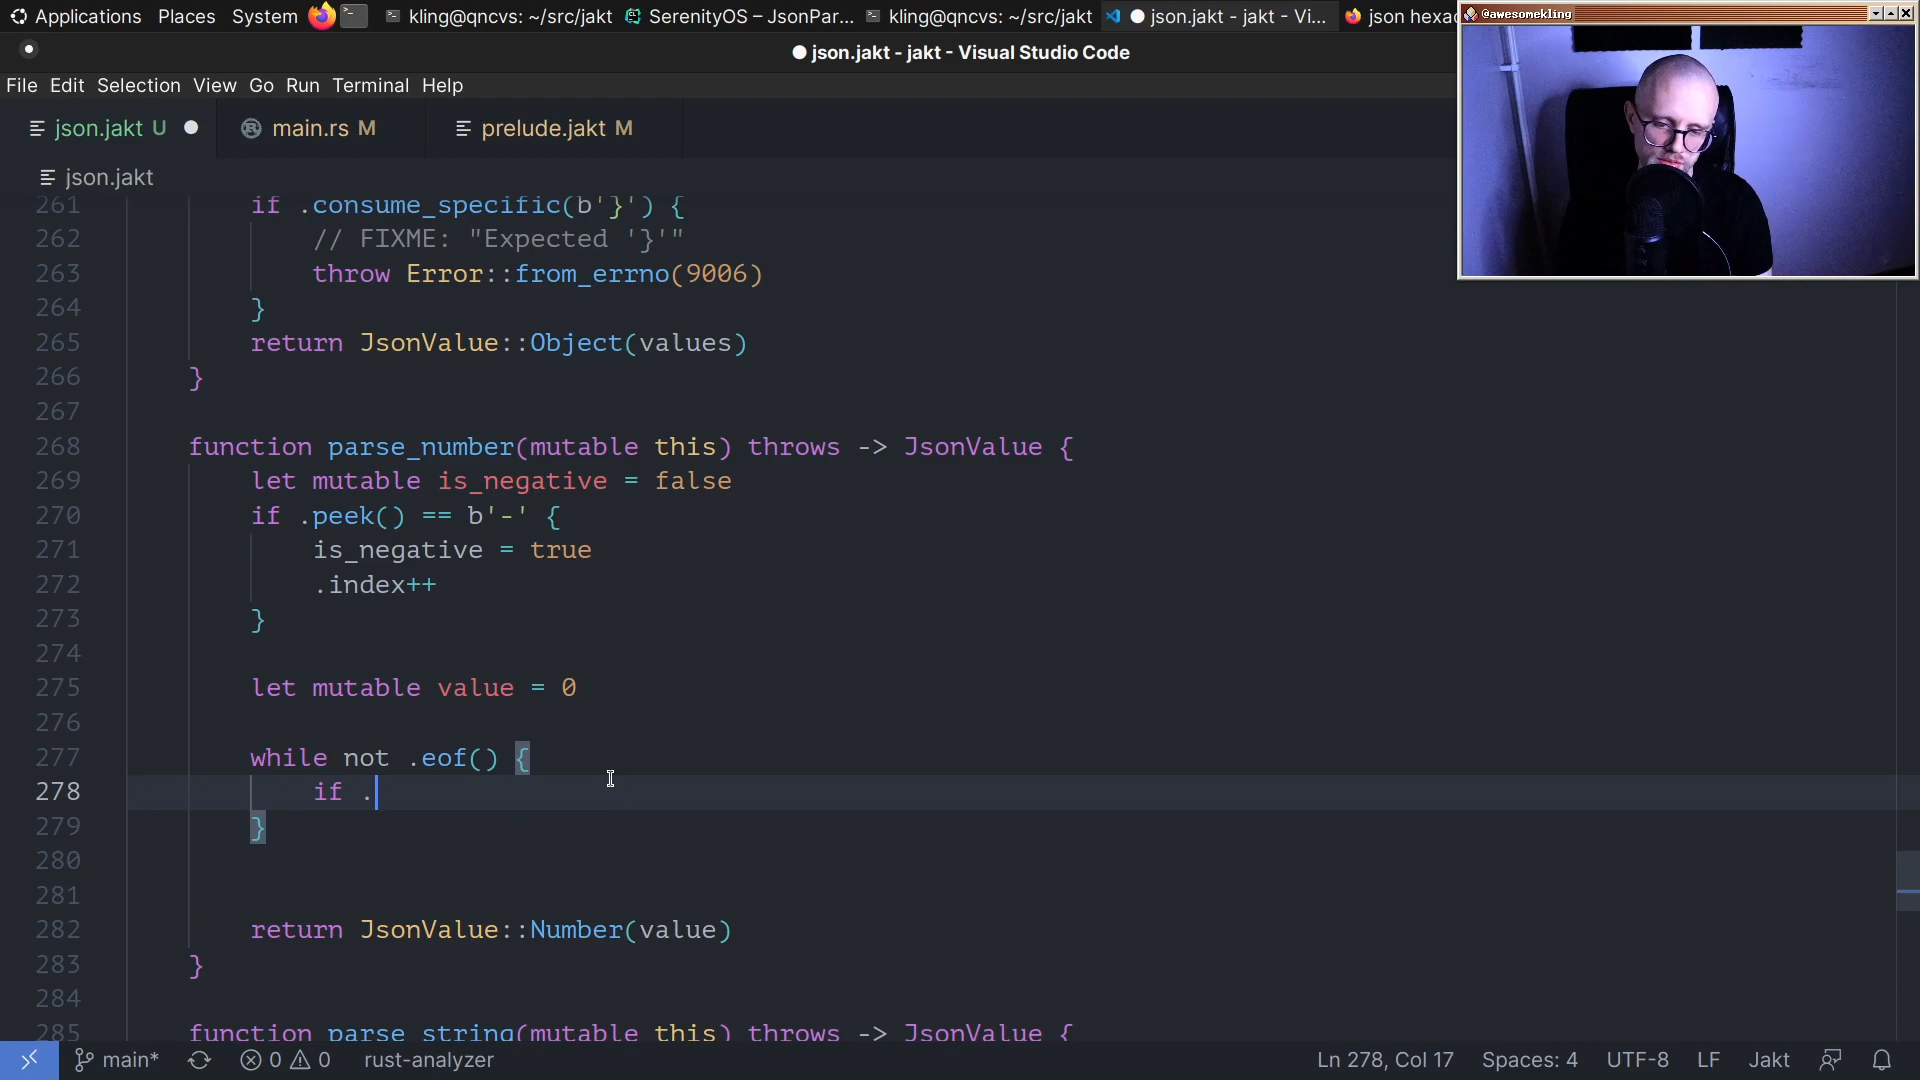 Applications Places System kling@qncvs: ~/src/jakt SerenityOS – JsonPar... kling@qncvs: ~/src/jakt json.jakt - jakt - Vi... json hexa
@awesomekling
json.jakt - jakt - Visual Studio Code
File Edit Selection View Go Run Terminal Help
json.jakt U main.rs M prelude.jakt M
json.jakt
261 if .consume_specific(b'}') {
262 // FIXME: "Expected '}'"
263 throw Error::from_errno(9006)
264 }
265 return JsonValue::Object(values)
266 }
267
268 function parse_number(mutable this) throws -> JsonValue {
269 let mutable is_negative = false
270 if .peek() == b'-' {
271 is_negative = true
272 .index++
273 }
274
275 let mutable value = 0
276
277 while not .eof() {
278 if .
279 }
280
281
282 return JsonValue::Number(value)
283 }
284
285 function parse_string(mutable this) throws -> JsonValue {
main* 0 0 rust-analyzer Ln 278, Col 17 Spaces: 4 UTF-8 LF Jakt